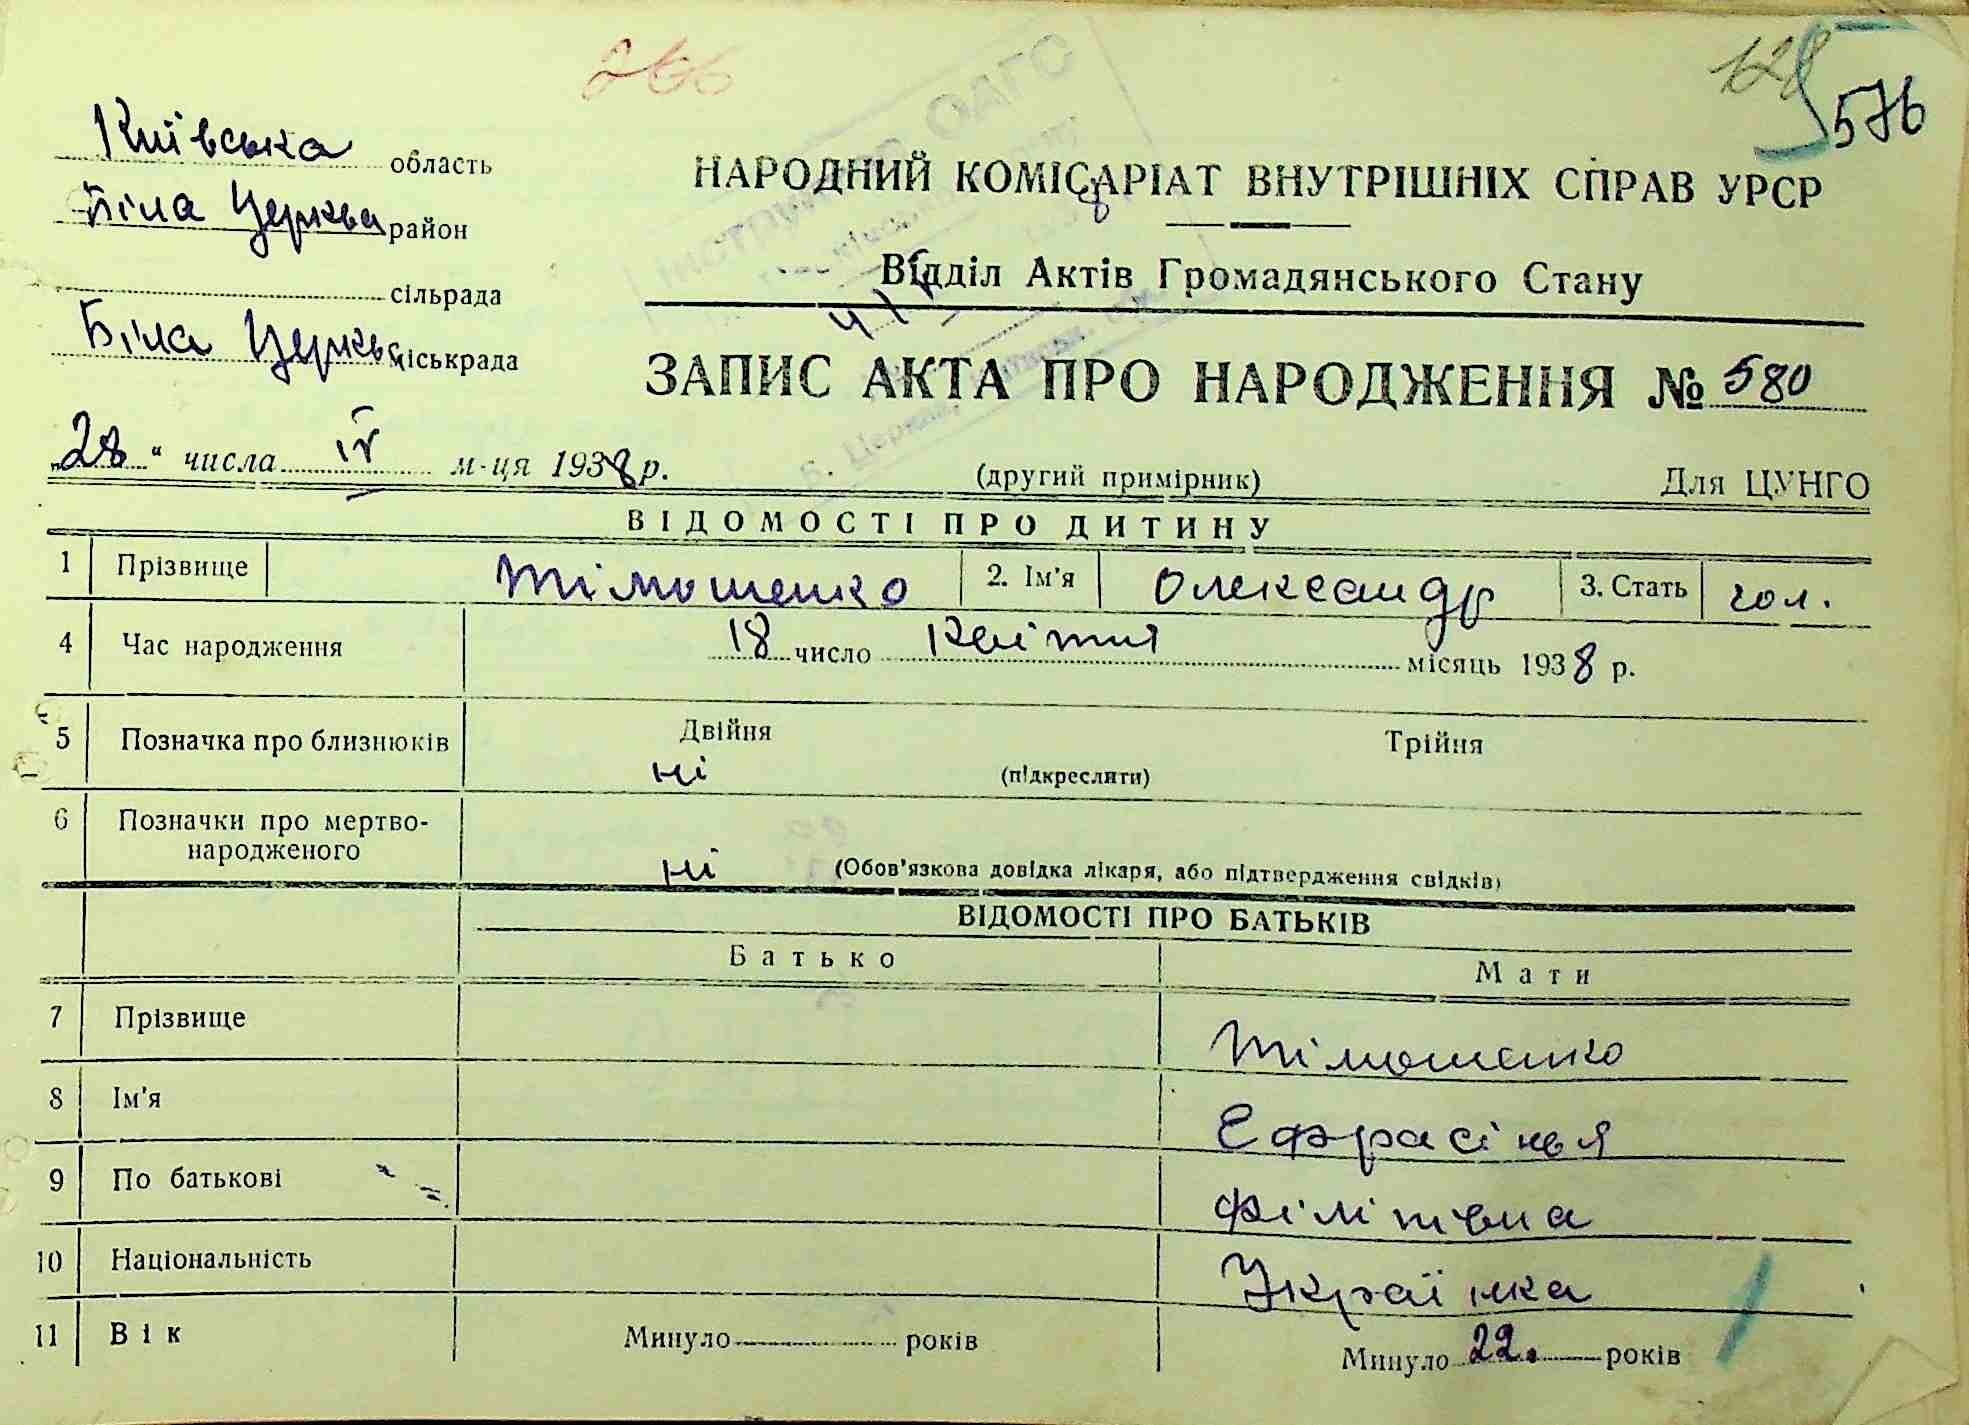 266
128
576
Київська область
Біла Церква район
сільрада
Біла Церква міськрада
НАРОДНИЙ КОМІСАРІАТ ВНУТРІШНІХ СПРАВ УРСР
Відділ Актів Громадянського Стану
ЗАПИС АКТА ПРО НАРОДЖЕННЯ № 580
„28“ числа IV м-ця 1938 р. (другий примірник) Для ЦУНГО
ВІДОМОСТІ ПРО ДИТИНУ
1 Прізвище Тімошенко 2. Ім'я Олександр 3. Стать чол.
4 Час народження 18 число Квітня місяць 1938 р.
5 Позначка про близнюків Двійня Трійня
ні (підкреслити)
6 Позначки про мертво-
народженого
ні (Обов'язкова довідка лікаря, або підтвердження свідків)
ВІДОМОСТІ ПРО БАТЬКІВ
Батько Мати
7 Прізвище Тімошенко
8 Ім'я Ефрасінья
9 По батькові Філіпівна
10 Національність Українка
11 Вік Минуло років Минуло 22. років